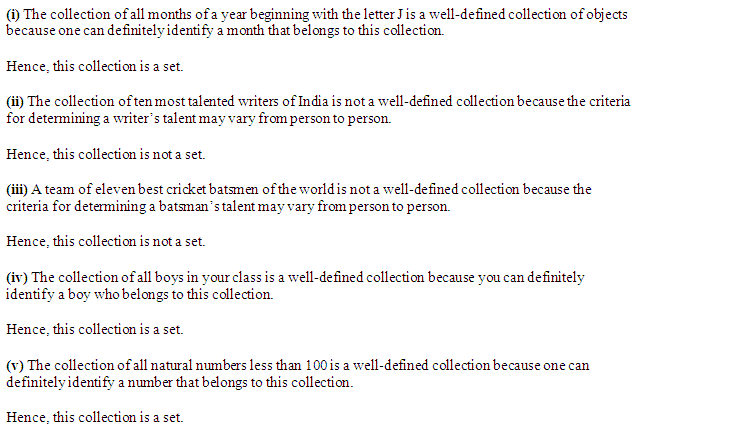 (i) The collection of all months of a year beginning with the letter J is a well-defined collection of objects
because one can definitely identify a month that belongs to this collection.
Hence, this collection is a set.
(ii) The collection of ten most talented writers of India is not a well-defined collection because the criteria
for determining a writer’s talent may vary from person to person.
Hence, this collection is not a set.
(iii) A team of eleven best cricket batsmen of the world is not a well-defined collection because the
criteria for determining a batsman’s talent may vary from person to person.
Hence, this collection is not a set.
(iv) The collection of all boys in your class is a well-defined collection because you can definitely
identify a boy who belongs to this collection.
Hence, this collection is a set.
(v) The collection of all natural numbers less than 100 is a well-defined collection because one can
definitely identify a number that belongs to this collection.
Hence, this collection is a set.